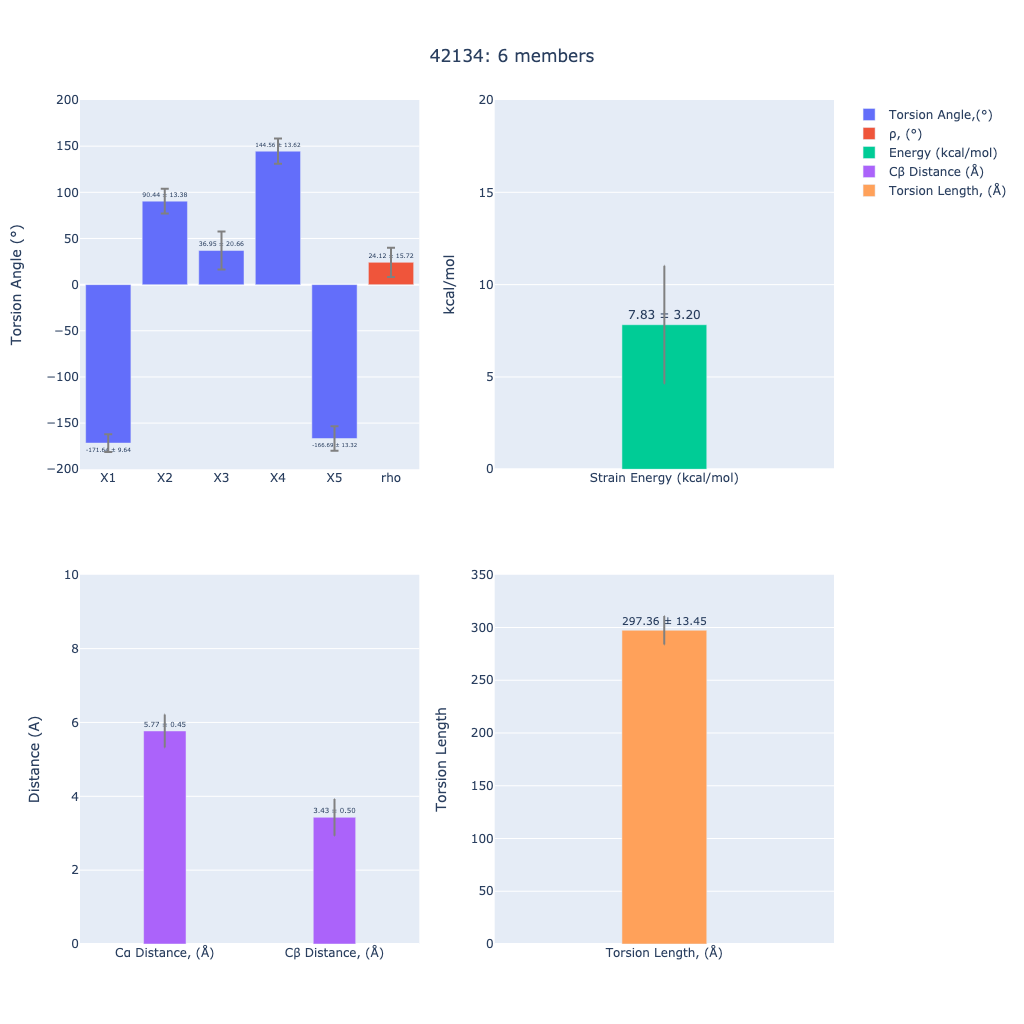 42134: 6 members
Torsion Angle (°)
200
150
100
50
0
−50
−100
−150
−200
90.44 ± 13.38
36.95 ± 20.66
144.56 ± 13.62
24.12 ± 15.72
± 9.64
-166.69 ± 13.32
X1 X2 X3 X4 X5 rho
kcal/mol
20
15
10
5
0
7.83 ± 3.20
Strain Energy (kcal/mol)
Torsion Angle,(°)
ρ, (°)
Energy (kcal/mol)
Cβ Distance (Å)
Torsion Length, (Å)
Distance (A)
10
8
6
4
2
0
5.77 ± 0.45
3.43 ± 0.50
Cα Distance, (Å) Cβ Distance, (Å)
Torsion Length
350
300
250
200
150
100
50
0
297.36 ± 13.45
Torsion Length, (Å)